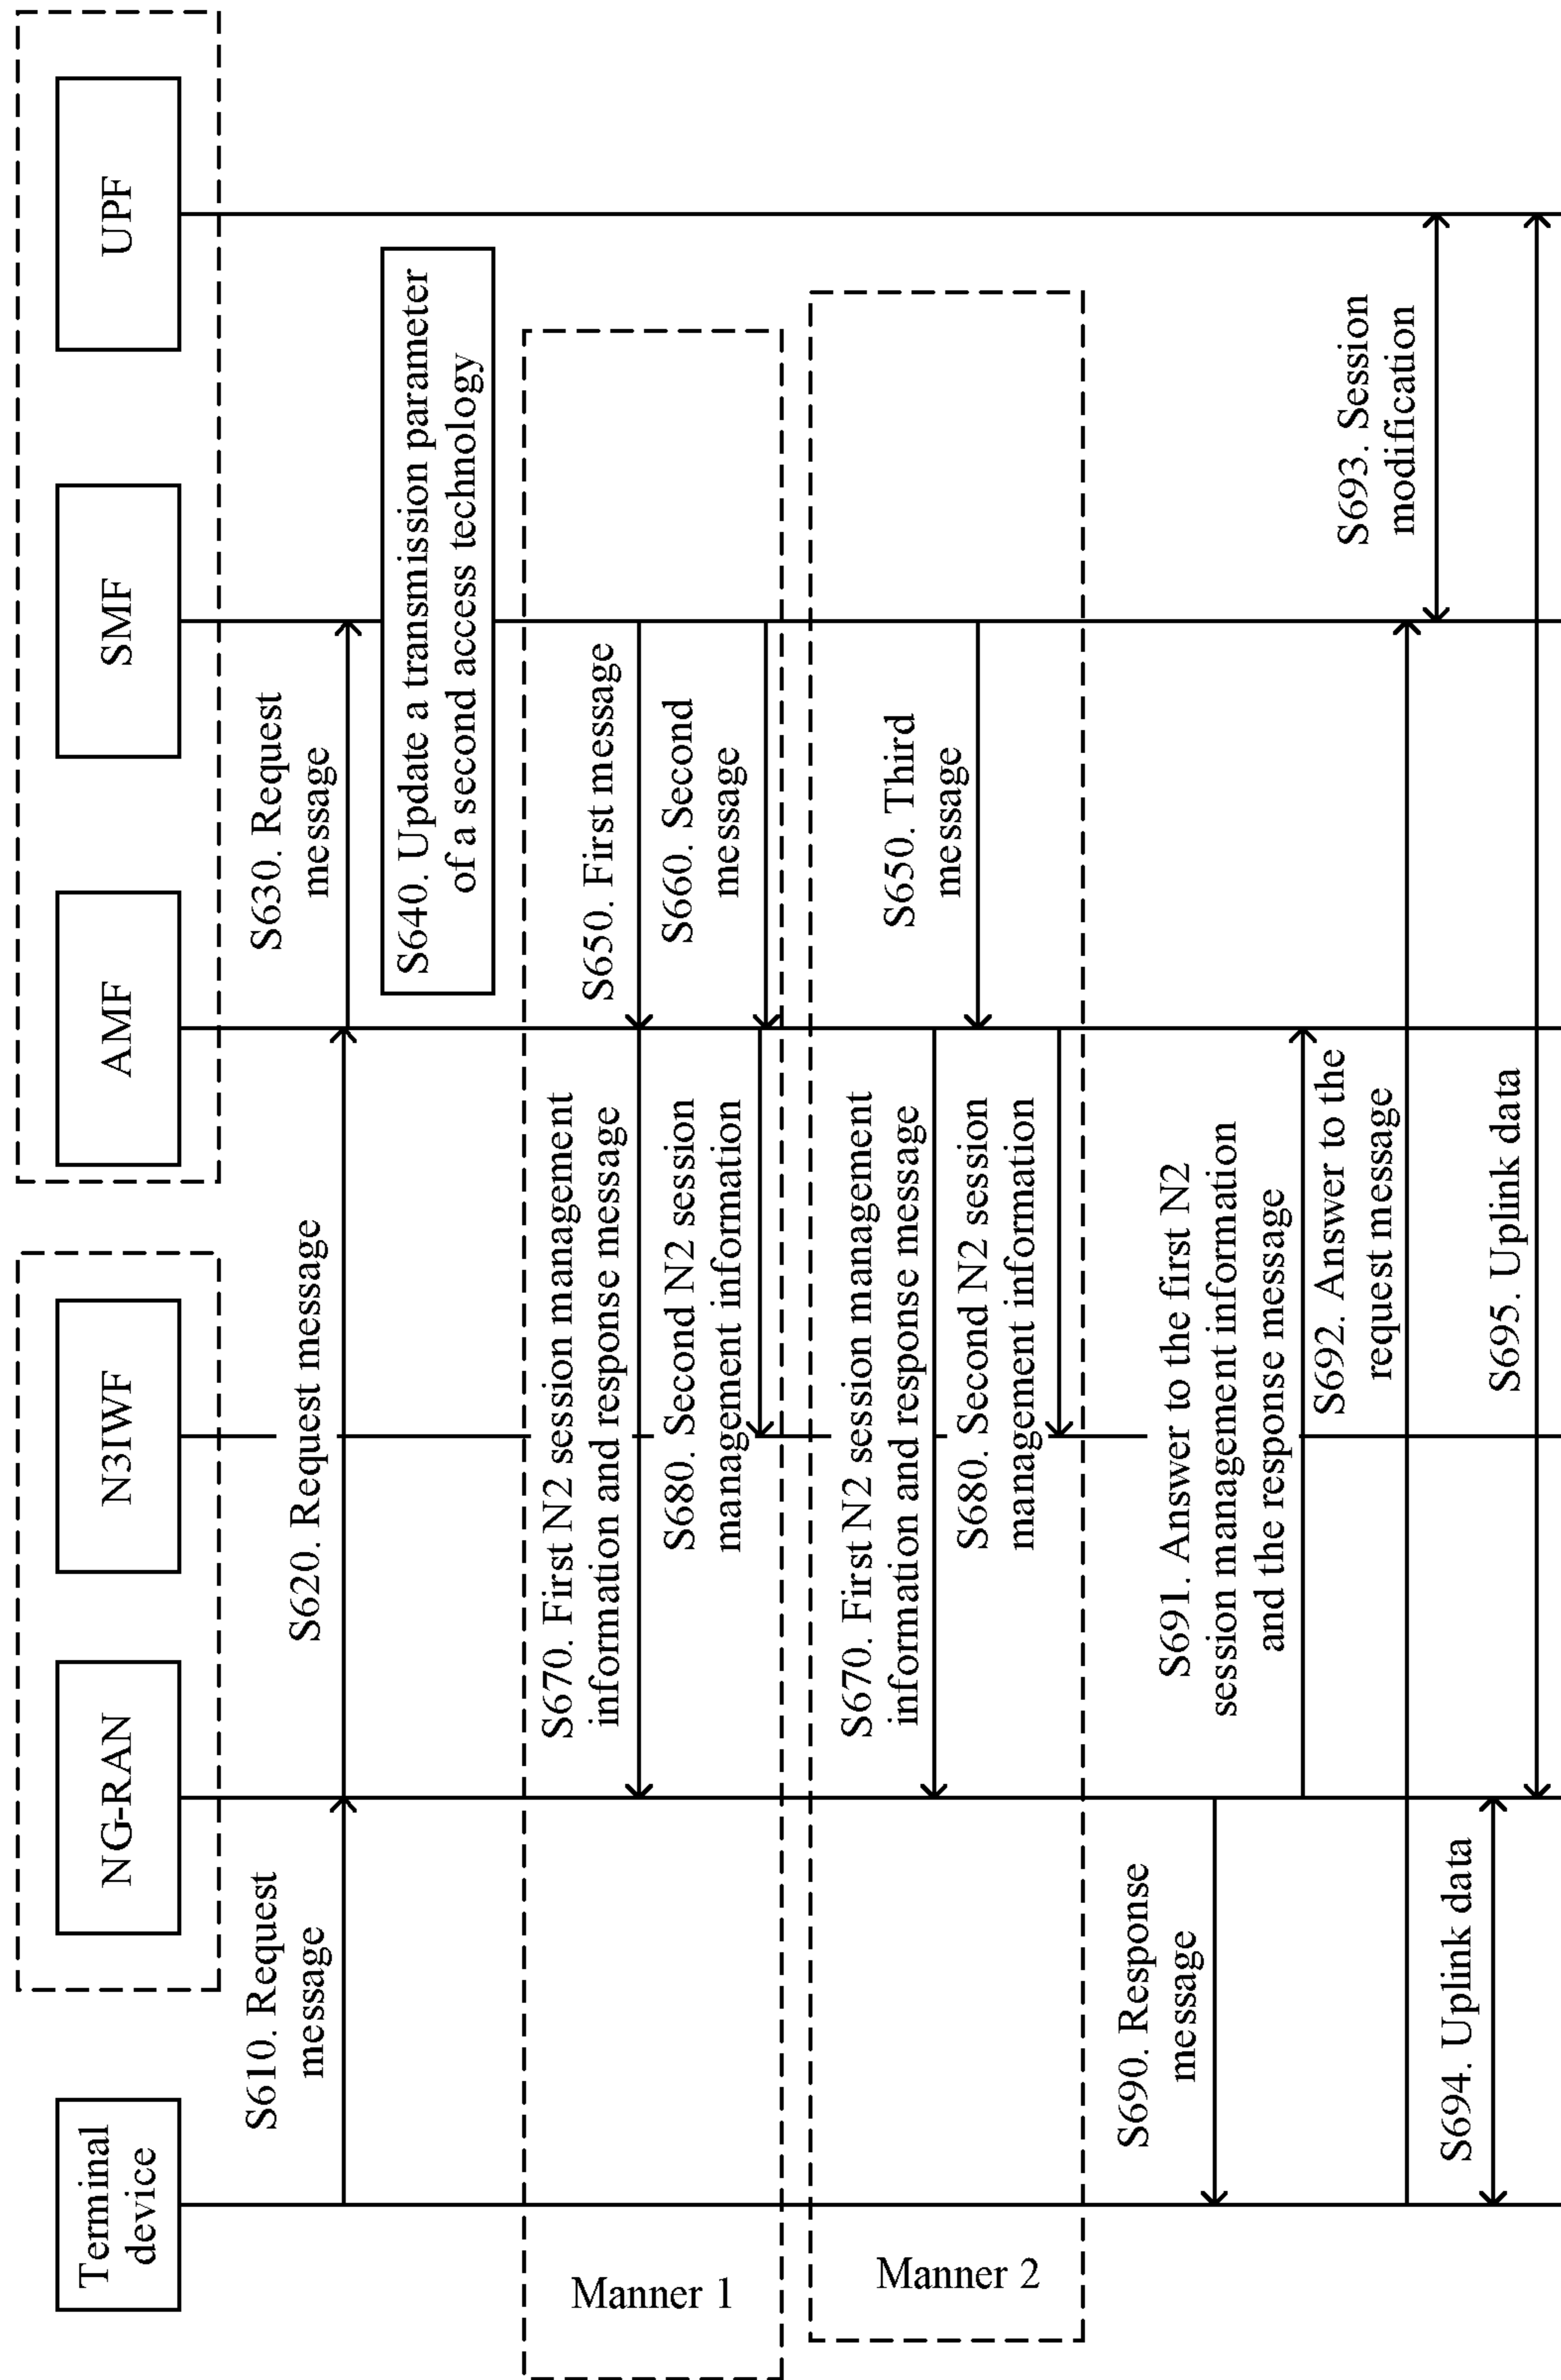 Terminal
device
NG-RAN
N3IWF
AMF
SMF
UPF
S610. Request
message
S620. Request message
S630. Request
message
S640. Update a transmission parameter
of a second access technology
Manner 1
S650. First message
S670. First N2 session management
information and response message
S660. Second
message
S680. Second N2 session
management information
Manner 2
S650. Third
message
S670. First N2 session management
information and response message
S680. Second N2 session
management information
S690. Response
message
S691. Answer to the first N2
session management information
and the response message
S692. Answer to the
request message
S693. Session
modification
S694. Uplink data
S695. Uplink data